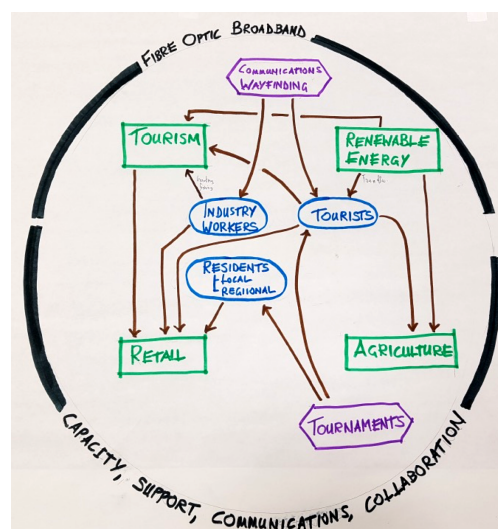 FIBRE OPTIC BROADBAND
COMMUNICATIONS
WAYFINDING
TOURISM
RENEWABLE
ENERGY
INDUSTRY
WORKERS
TOURISTS
RESIDENTS
LOCAL
REGIIONAL
RETAIL
AGRICULTURE
TOURNAMENTS
CAPACITY, SUPPORT, COMMUNICATIONS, COLLABORATION